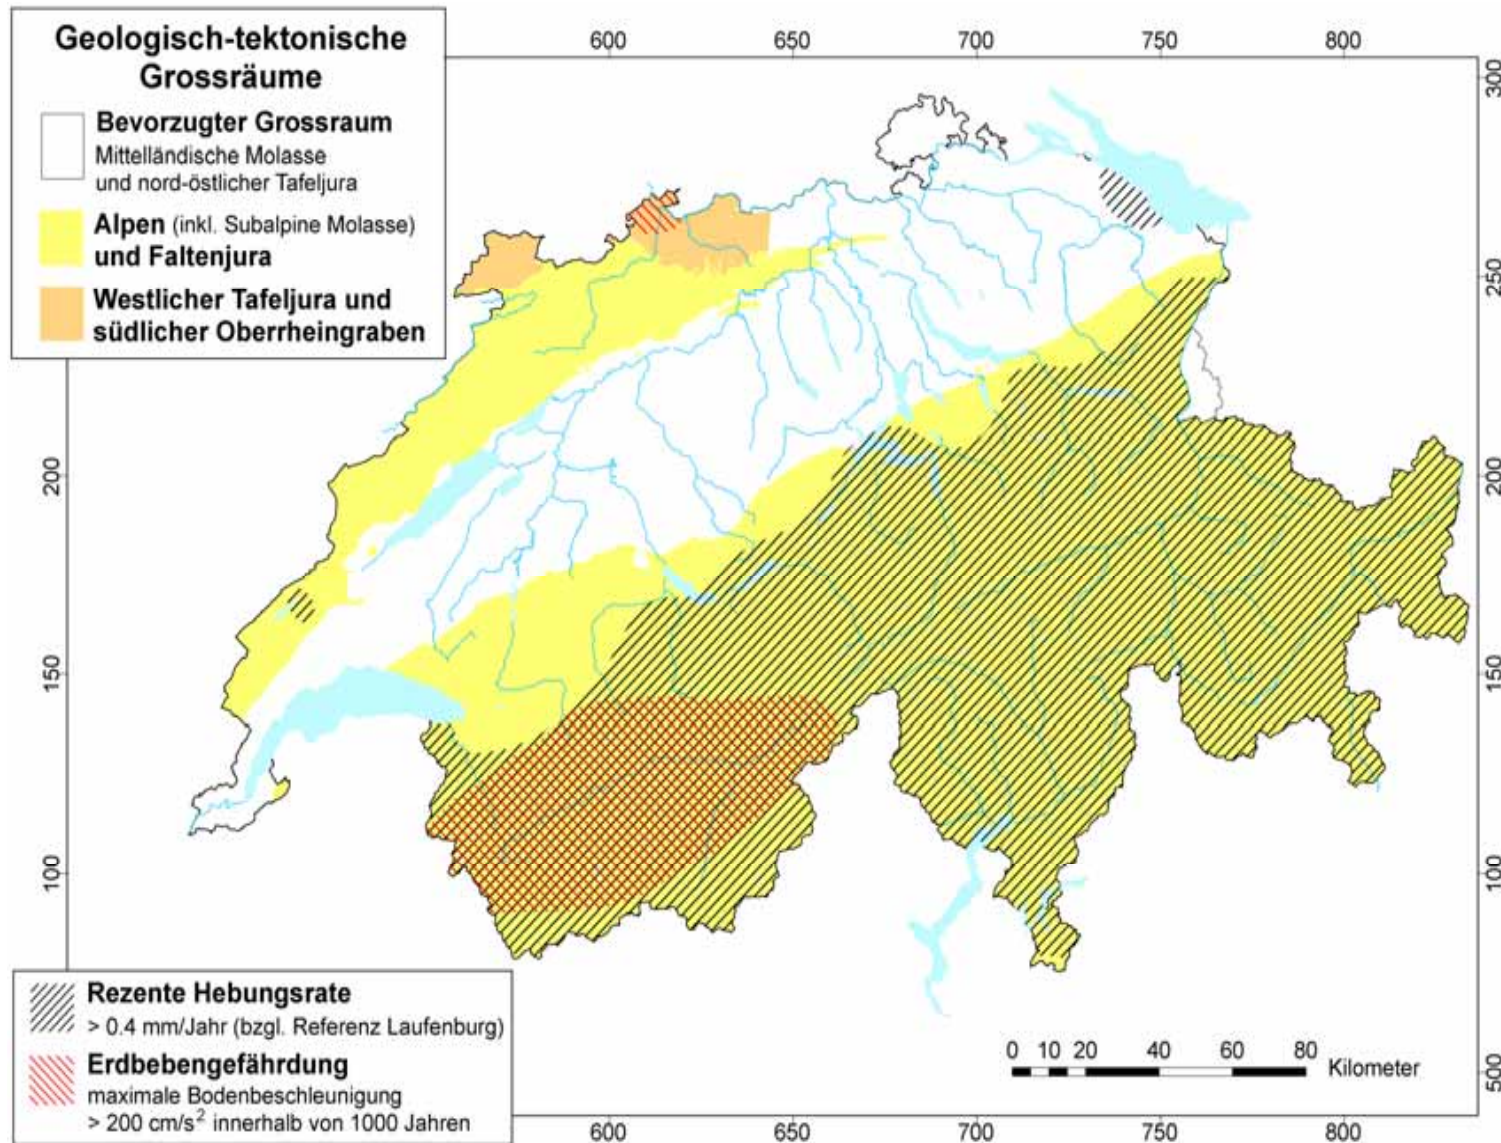 Geologisch-tektonische
Grossräume
Bevorzugter Grossraum
Mittelländische Molasse
und nord-östlicher Tafeljura
Alpen (inkl. Subalpine Molasse)
und Faltenjura
Westlicher Tafeljura und
südlicher Oberrheingraben
600 650 700 750 800
300
250
200
150
100
500
200
150
100
Rezente Hebungsrate
> 0.4 mm/Jahr (bzgl. Referenz Laufenburg)
Erdbebengefährdung
maximale Bodenbeschleunigung
> 200 cm/s² innerhalb von 1000 Jahren
0 10 20 40 60 80
Kilometer
600 650 700 750 800